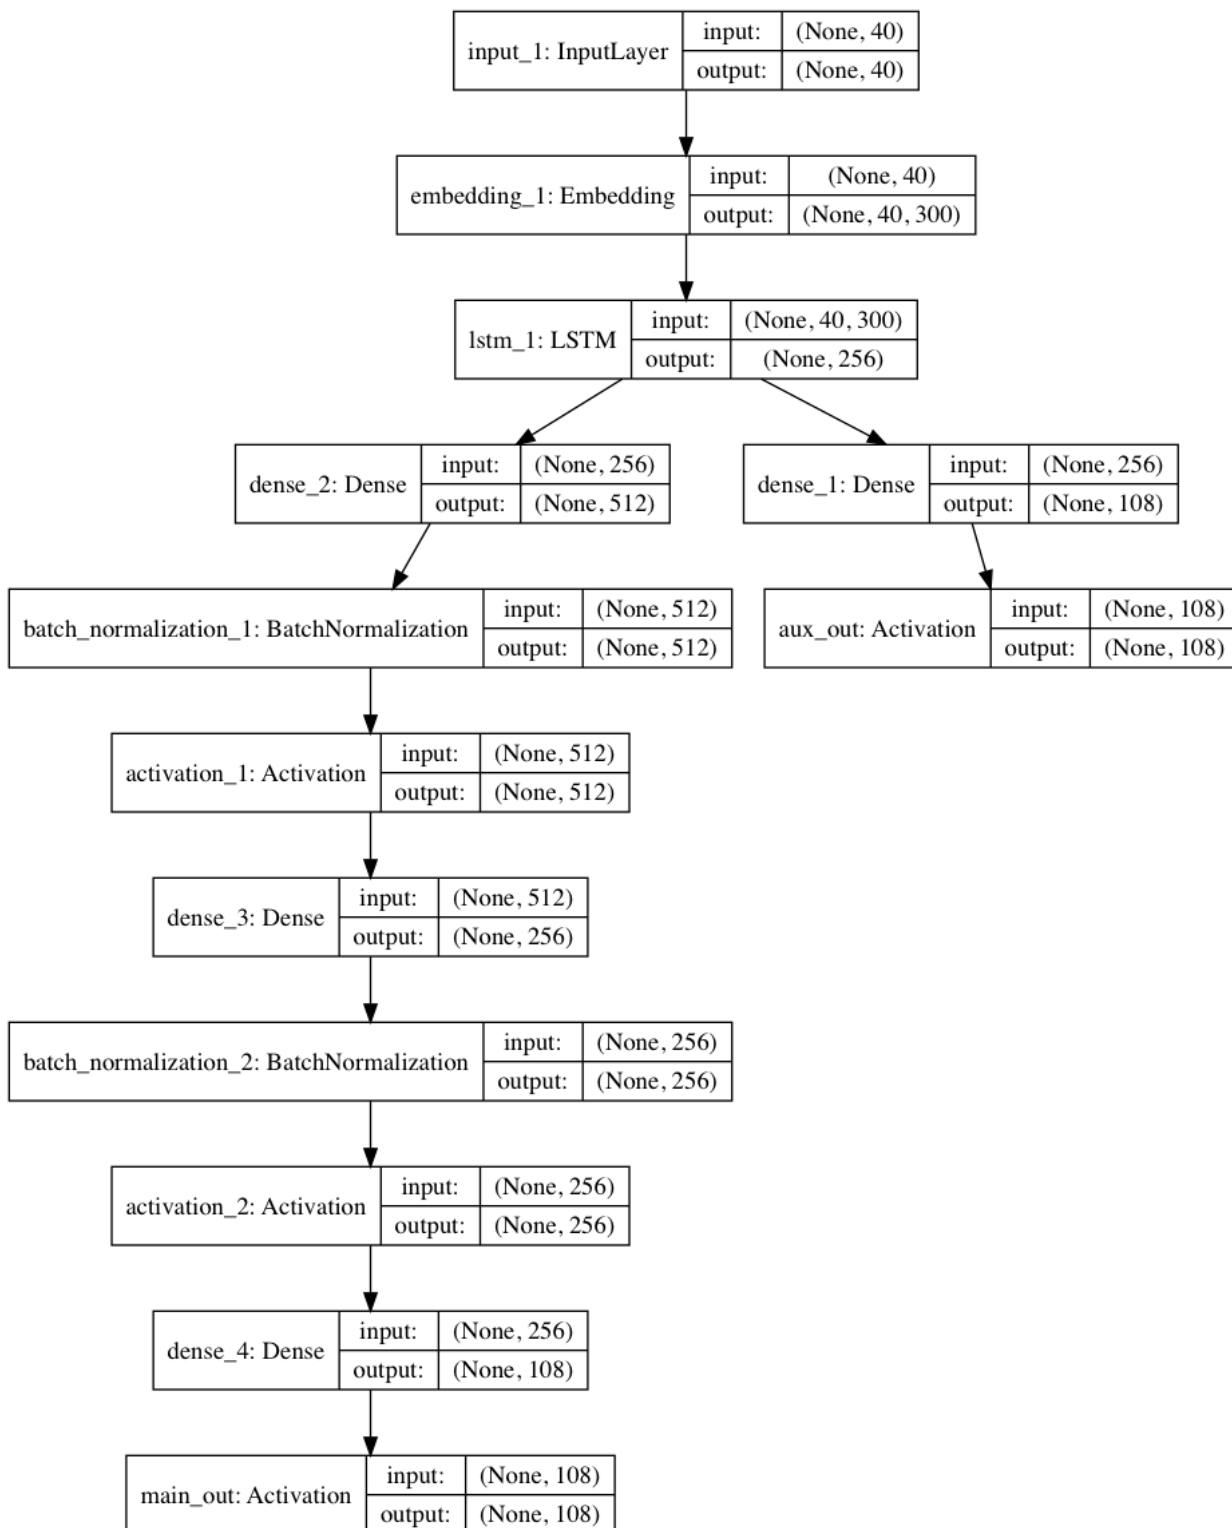 input_1: InputLayer
input: (None, 40)
output: (None, 40)
embedding_1: Embedding
input: (None, 40)
output: (None, 40, 300)
lstm_1: LSTM
input: (None, 40, 300)
output: (None, 256)
dense_2: Dense
input: (None, 256)
output: (None, 512)
dense_1: Dense
input: (None, 256)
output: (None, 108)
batch_normalization_1: BatchNormalization
input: (None, 512)
output: (None, 512)
aux_out: Activation
input: (None, 108)
output: (None, 108)
activation_1: Activation
input: (None, 512)
output: (None, 512)
dense_3: Dense
input: (None, 512)
output: (None, 256)
batch_normalization_2: BatchNormalization
input: (None, 256)
output: (None, 256)
activation_2: Activation
input: (None, 256)
output: (None, 256)
dense_4: Dense
input: (None, 256)
output: (None, 108)
main_out: Activation
input: (None, 108)
output: (None, 108)